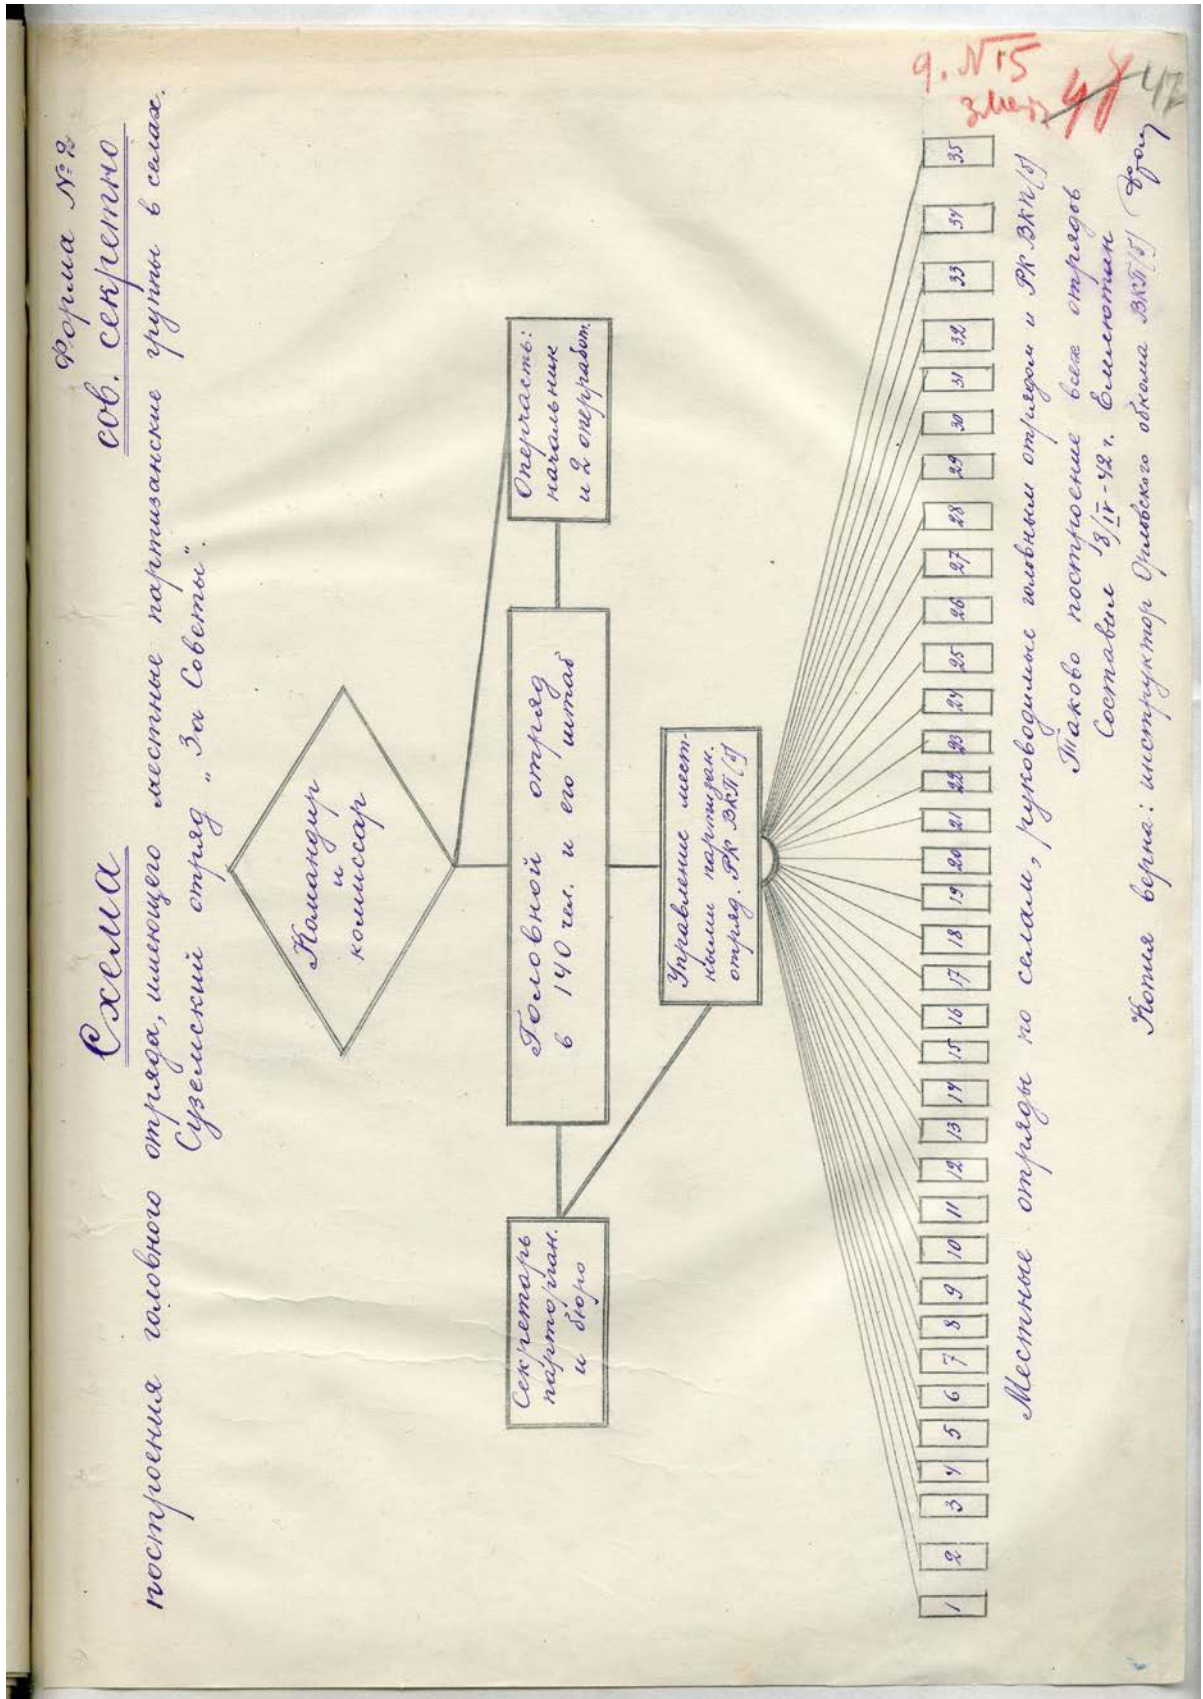 Форма № 2
сов. секретно
Схема
построения головного отряда, имеющего местные партизанские группы в селах.
Суземский отряд „За Советы".
Командир
и
комиссар
Секретарь
парторган.
и бюро
Головной отряд
в 140 чел. и его штаб
Оперчасть:
начальник
и 2 оперработ.
Управление мест-
ными партизан.
отряд. РК ВКП(б)
1 2 3 4 5 6 7 8 9 10 11 12 13 14 15 16 17 18 19 20 21 22 23 24 25 26 27 28 29 30 31 32 33 34 35
Местные отряды по селам, руководимые головным отрядом и РК ВКП(б)
Таково построение всех отрядов
Составил 18/IV-42 г. Емлютин
Копия верна: инструктор Орловского обкома ВКП(б)
д. №15
48
47